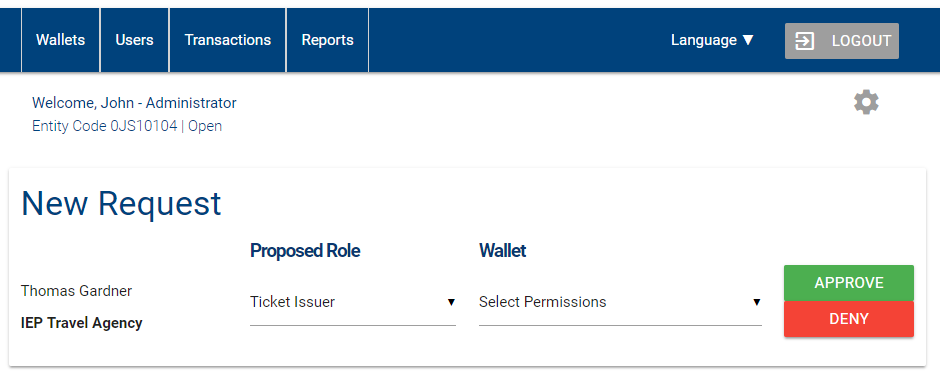 Wallets Users Transactions Reports Language ▼ LOGOUT
Welcome, John - Administrator
Entity Code 0JS10104 | Open
New Request
Proposed Role Wallet
Thomas Gardner Ticket Issuer ▼ Select Permissions ▼ APPROVE
IEP Travel Agency DENY